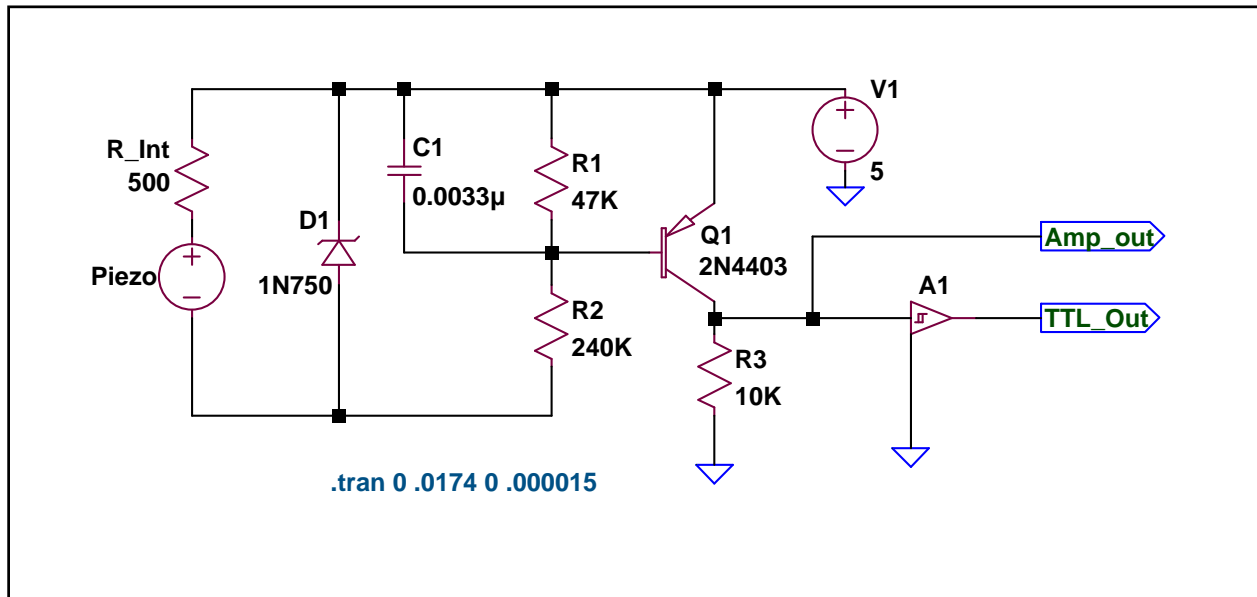 V1
5
R_Int
500
C1
0.0033µ
R1
47K
D1
1N750
Piezo
Q1
2N4403
Amp_out
A1
TTL_Out
R2
240K
R3
10K
.tran 0 .0174 0 .000015